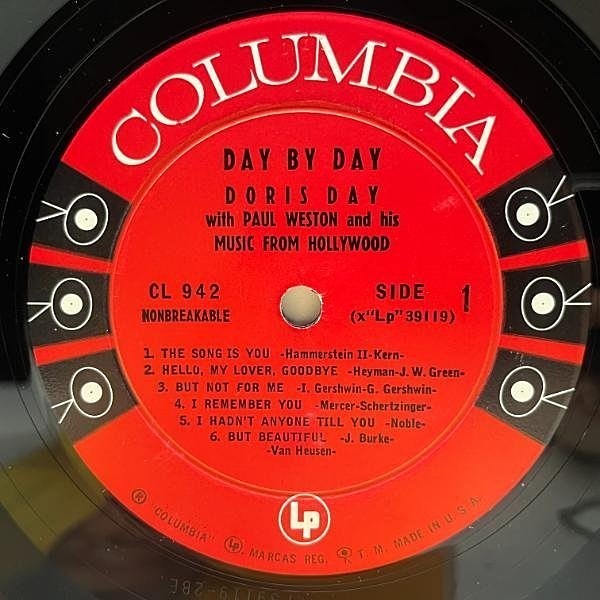 COLUMBIA
DAY BY DAY
DORIS DAY
with PAUL WESTON and his
MUSIC FROM HOLLYWOOD
CL 942
NONBREAKABLE
SIDE 1
(x"Lp" 39119)
1. THE SONG IS YOU -Hammerstein II-Kern-
2. HELLO, MY LOVER, GOODBYE -Heyman-J. W. Green-
3. BUT NOT FOR ME -I. Gershwin-G. Gershwin-
4. I REMEMBER YOU -Mercer-Schertzinger-
5. I HADN'T ANYONE TILL YOU -Noble-
6. BUT BEAUTIFUL -J. Burke-
-Van Heusen-
Lp
® "COLUMBIA" MARCAS REG. T. M. MADE IN U. S. A.